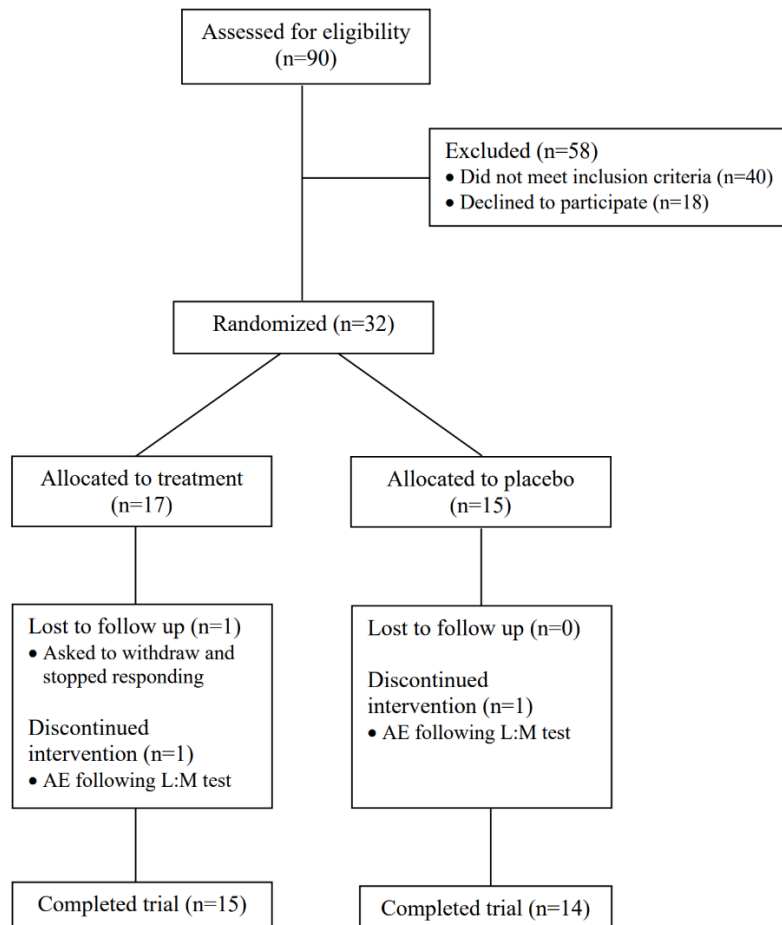 Assessed for eligibility
(n=90)
Excluded (n=58)
• Did not meet inclusion criteria (n=40)
• Declined to participate (n=18)
Randomized (n=32)
Allocated to treatment
(n=17)
Allocated to placebo
(n=15)
Lost to follow up (n=1)
• Asked to withdraw and
stopped responding
Discontinued
intervention (n=1)
• AE following L:M test
Lost to follow up (n=0)
Discontinued
intervention (n=1)
• AE following L:M test
Completed trial (n=15)
Completed trial (n=14)